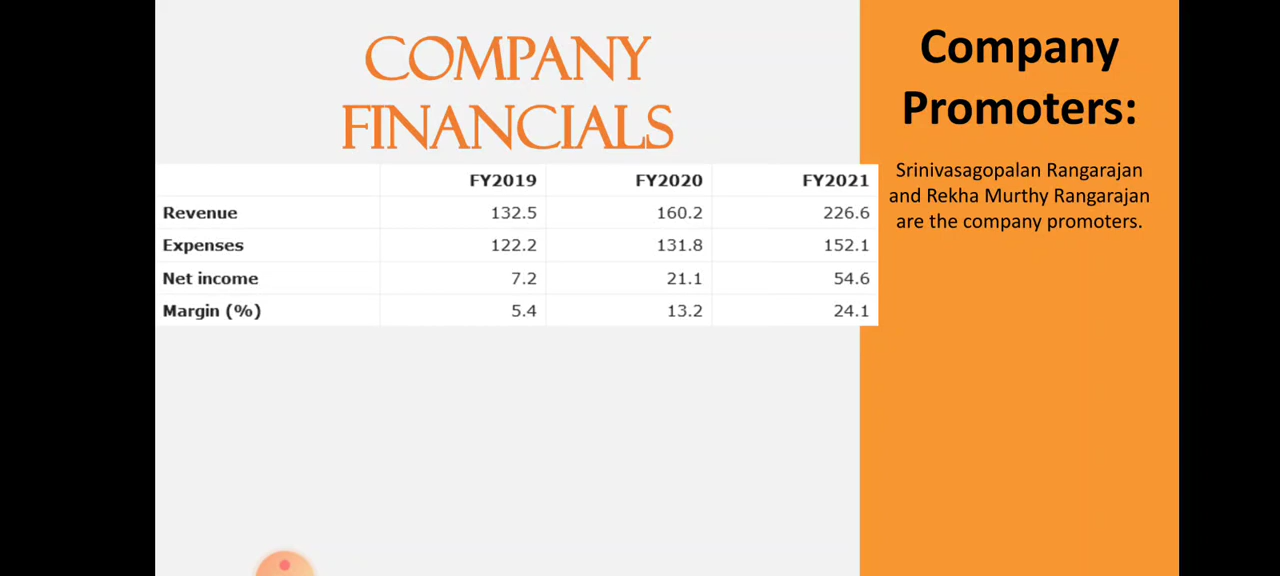 COMPANY
FINANCIALS
FY2019 FY2020 FY2021
Revenue 132.5 160.2 226.6
Expenses 122.2 131.8 152.1
Net income 7.2 21.1 54.6
Margin (%) 5.4 13.2 24.1
Company
Promoters:
Srinivasagopalan Rangarajan
and Rekha Murthy Rangarajan
are the company promoters.